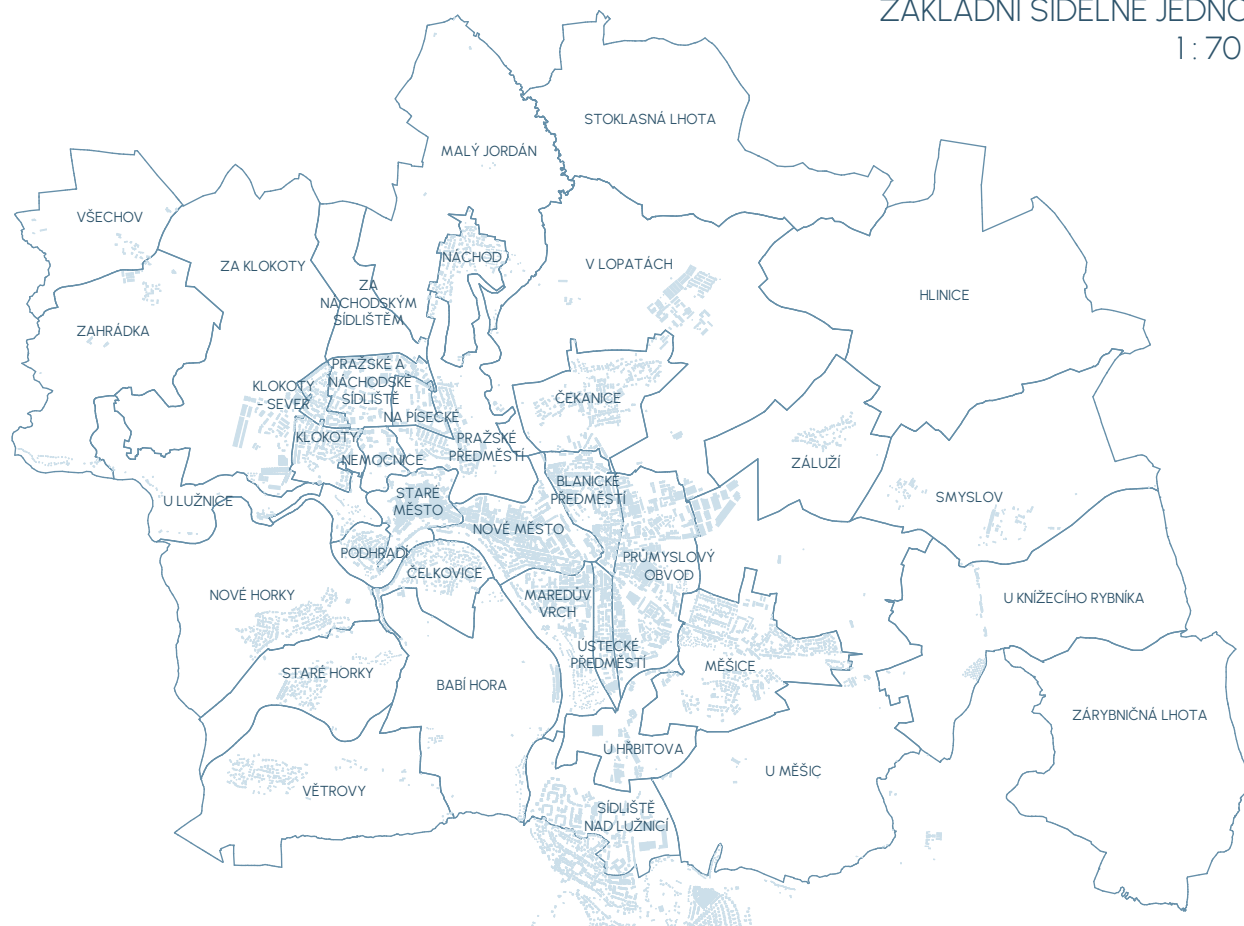 ZÁKLADNÍ SÍDELNÍ JEDNO
1 : 70
STOKLASNÁ LHOTA
MALÝ JORDÁN
VŠECHOV
ZA KLOKOTY
NÁCHOD
V LOPATÁCH
ZA
NÁCHODSKÝM
SÍDLIŠTĚM
HLINICE
ZAHRÁDKA
PRAŽSKÉ A
NÁCHODSKÉ
SÍDLIŠTĚ
KLOKOTY
- SEVER
ČEKANICE
NA PÍSECKÉ
KLOKOTY
PRAŽSKÉ
PŘEDMĚSTÍ
NEMOCNICE
ZÁLUŽÍ
BLANICKÉ
PŘEDMĚSTÍ
STARÉ
MĚSTO
U LUŽNICE
SMYSLOV
NOVÉ MĚSTO
PODHRADÍ
PRŮMYSLOVÝ
OBVOD
ČELKOVICE
NOVÉ HORKY
MAREDŮV
VRCH
U KNÍŽECÍHO RYBNÍKA
ÚSTECKÉ
PŘEDMĚSTÍ
MĚŠICE
STARÉ HORKY
BABÍ HORA
ZÁRYBNIČNÁ LHOTA
U HŘBITOVA
U MĚŠIC
VĚTROVY
SÍDLIŠTĚ
NAD LUŽNICÍ